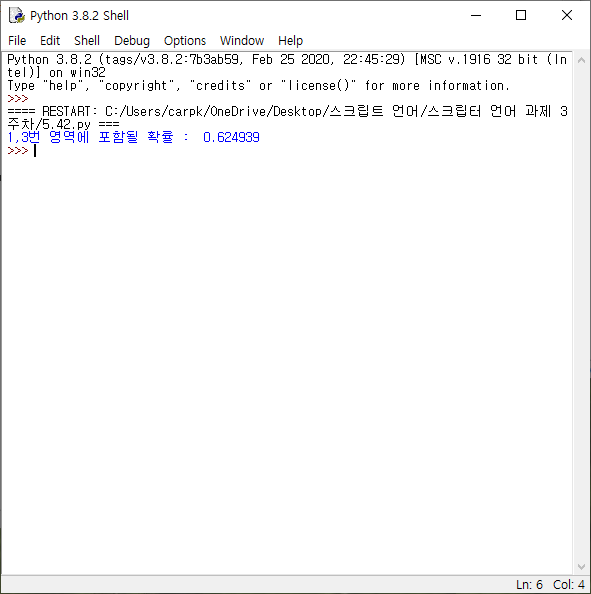 Python 3.8.2 Shell
File Edit Shell Debug Options Window Help
Python 3.8.2 (tags/v3.8.2:7b3ab59, Feb 25 2020, 22:45:29) [MSC v.1916 32 bit (In
tel)] on win32
Type "help", "copyright", "credits" or "license()" for more information.
>>>
==== RESTART: C:/Users/carpk/OneDrive/Desktop/스크립트 언어/스크립터 언어 과제 3
주차/5.42.py ===
1,3번 영역에 포함될 확률 :  0.624939
>>>
Ln: 6 Col: 4